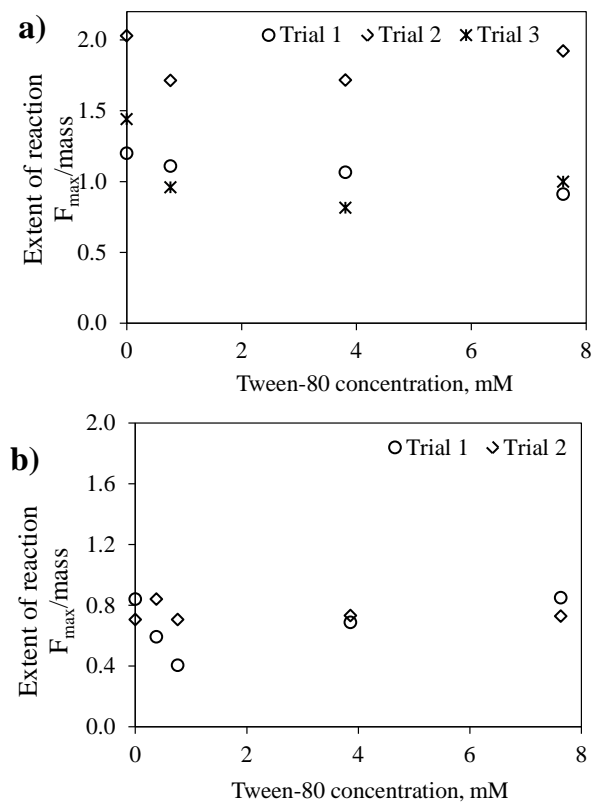 a)
Trial 1 Trial 2 Trial 3
2.0
1.5
1.0
0.5
0.0
Extent of reaction
Fmax/mass
0 2 4 6 8
Tween-80 concentration, mM
b)
Trial 1 Trial 2
2.0
1.6
1.2
0.8
0.4
0.0
Extent of reaction
Fmax/mass
0 2 4 6 8
Tween-80 concentration, mM